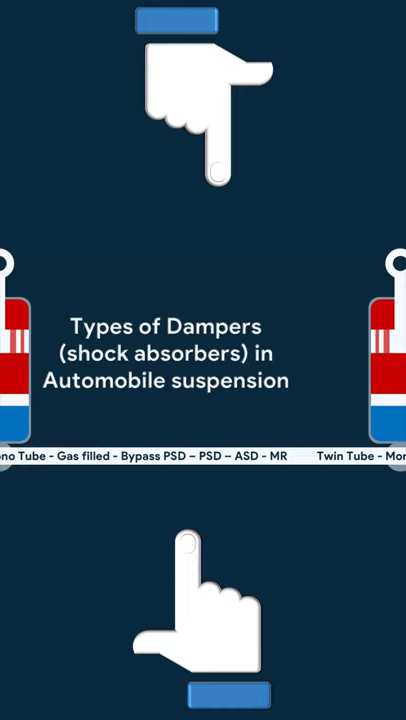 Types of Dampers
(shock absorbers) in
Automobile suspension
Tube - Gas filled - Bypass PSD – PSD – ASD - MR Twin Tube -